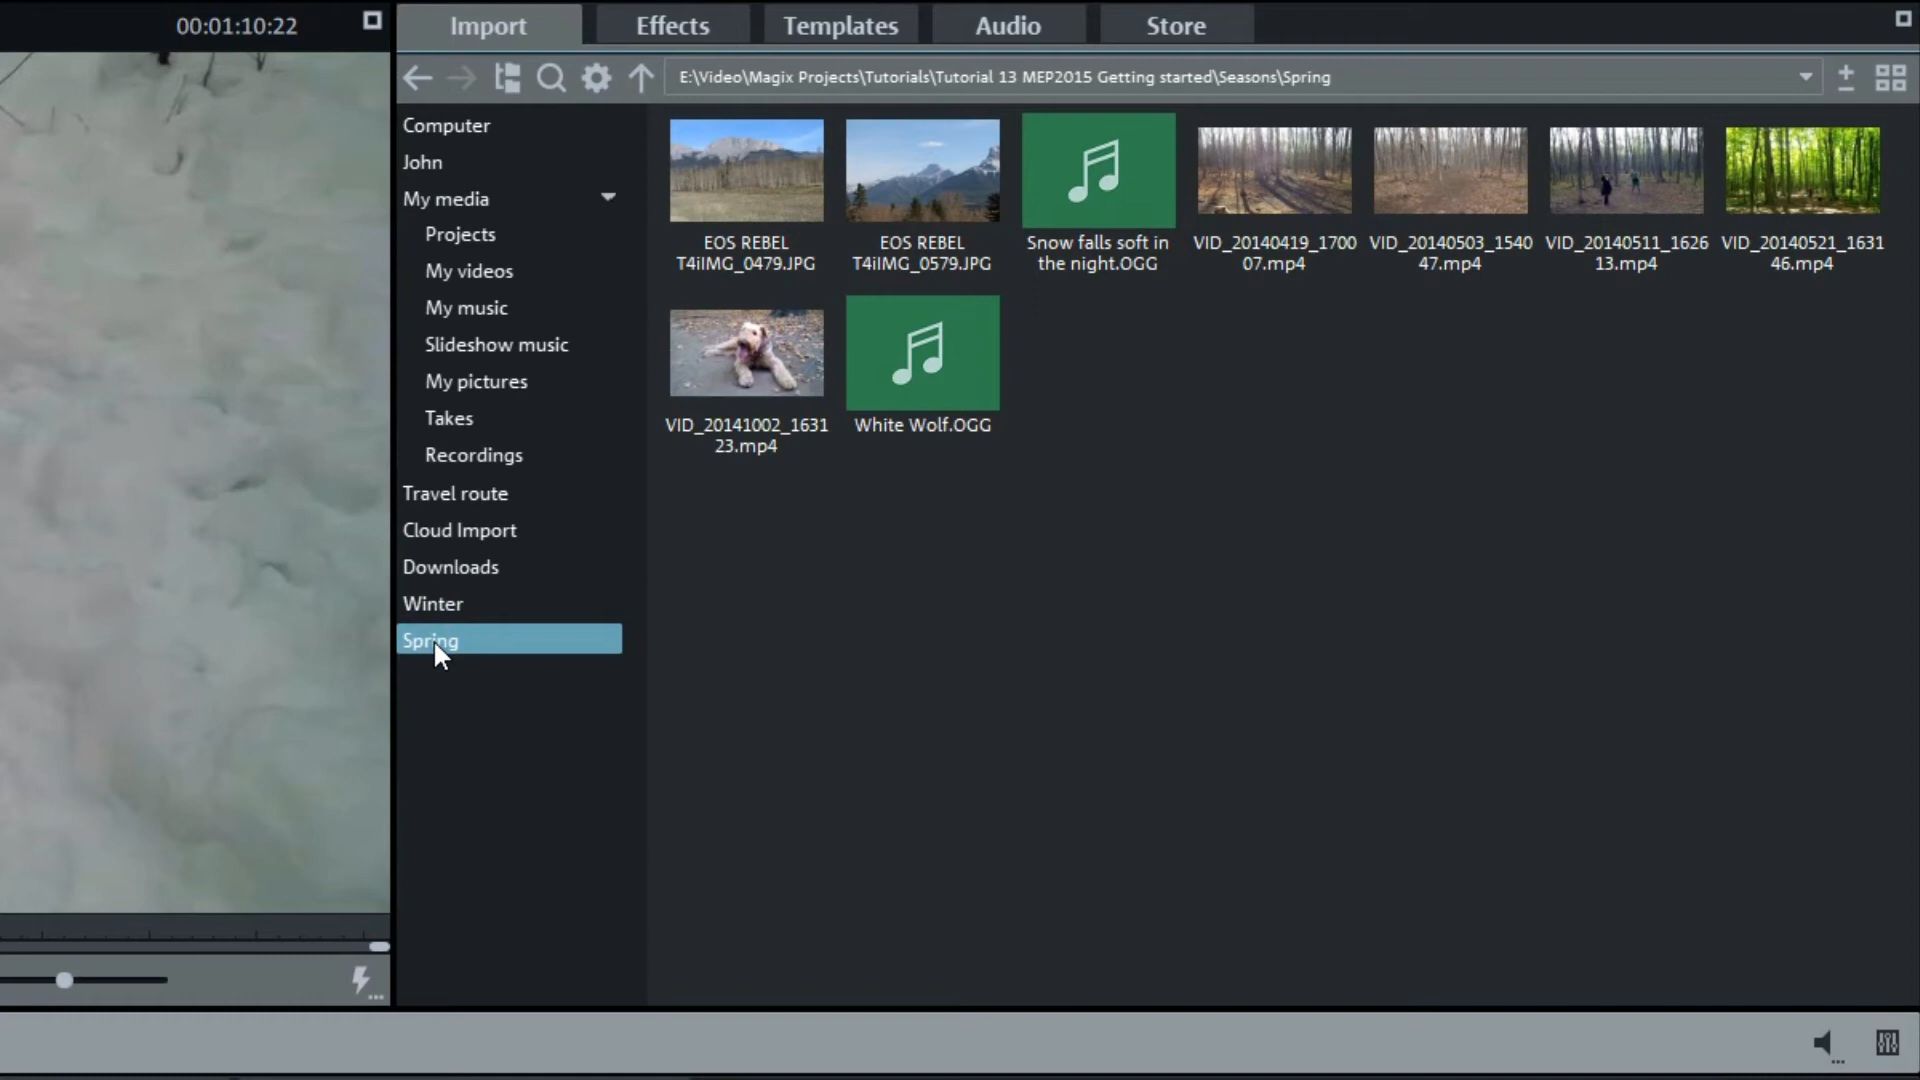 00:01:10:22
Import
Effects
Templates
Audio
Store
E:\Video\Magix Projects\Tutorials\Tutorial 13 MEP2015 Getting started\Seasons\Spring
Computer
John
My media
Projects
My videos
My music
Slideshow music
My pictures
Takes
Recordings
Travel route
Cloud Import
Downloads
Winter
Spring
EOS REBEL
T4iIMG_0479.JPG
EOS REBEL
T4iIMG_0579.JPG
Snow falls soft in
the night.OGG
VID_20140419_1700
07.mp4
VID_20140503_1540
47.mp4
VID_20140511_1626
13.mp4
VID_20140521_1631
46.mp4
VID_20141002_1631
23.mp4
White Wolf.OGG